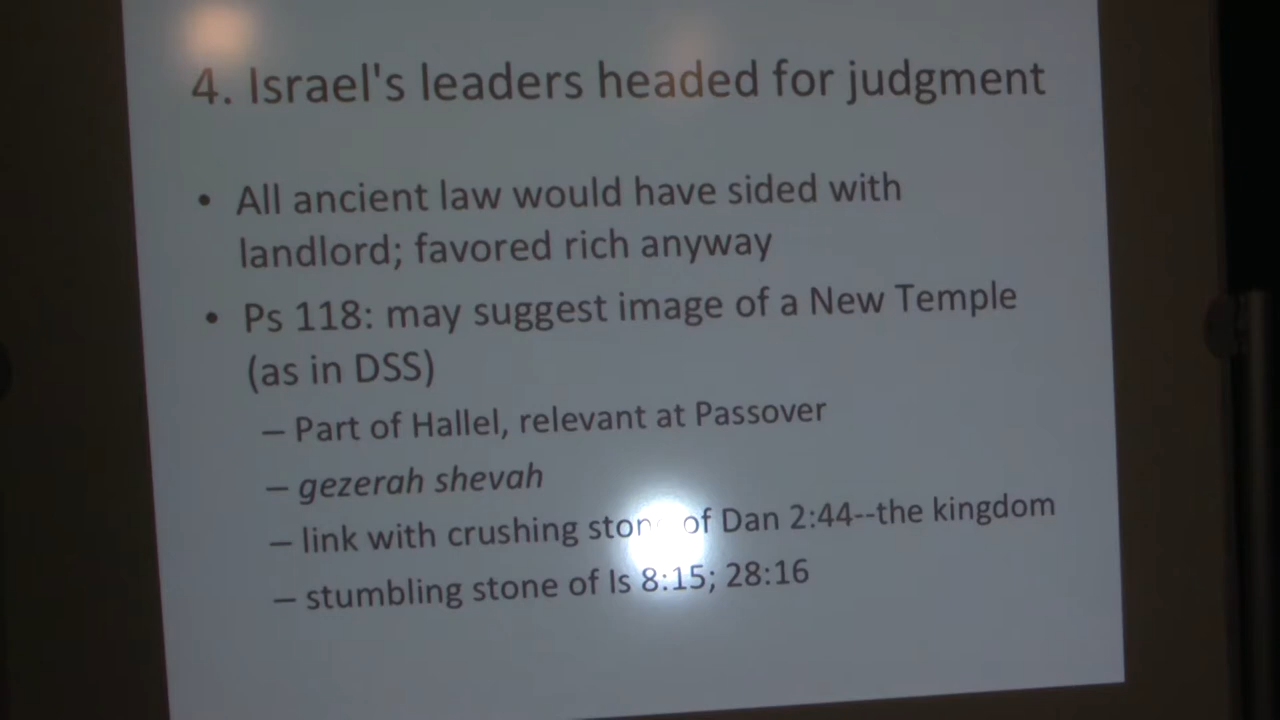 4. Israel's leaders headed for judgment
• All ancient law would have sided with
landlord; favored rich anyway
• Ps 118: may suggest image of a New Temple
(as in DSS)
– Part of Hallel, relevant at Passover
– gezerah shevah
– link with crushing stone of Dan 2:44--the kingdom
– stumbling stone of Is 8:15; 28:16